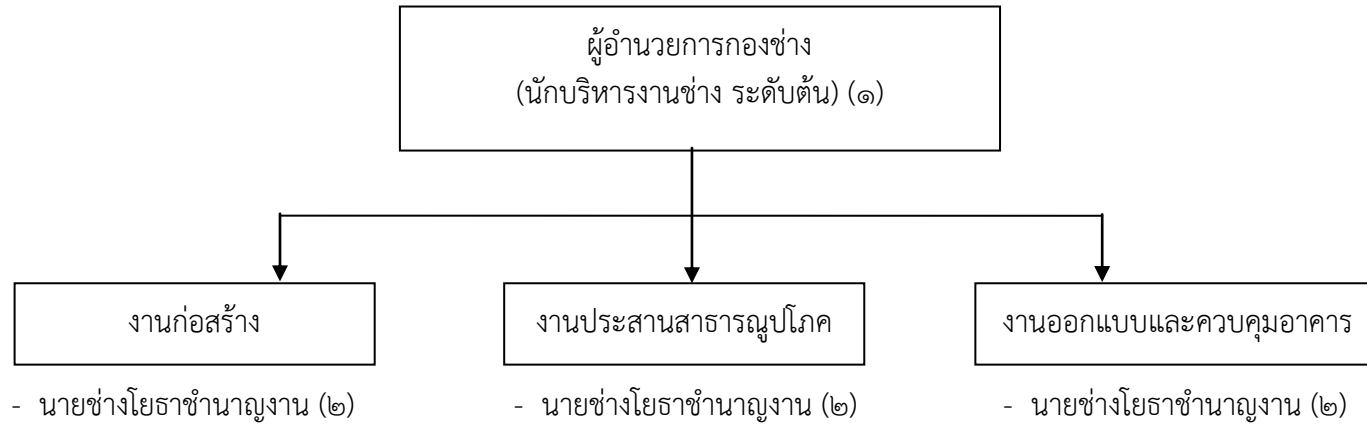 ผู้อำนวยการกองช่าง
(นักบริหารงานช่าง ระดับต้น) (๑)
งานก่อสร้าง
- นายช่างโยธาชำนาญงาน (๒)
งานประสานสาธารณูปโภค
- นายช่างโยธาชำนาญงาน (๒)
งานออกแบบและควบคุมอาคาร
- นายช่างโยธาชำนาญงาน (๒)